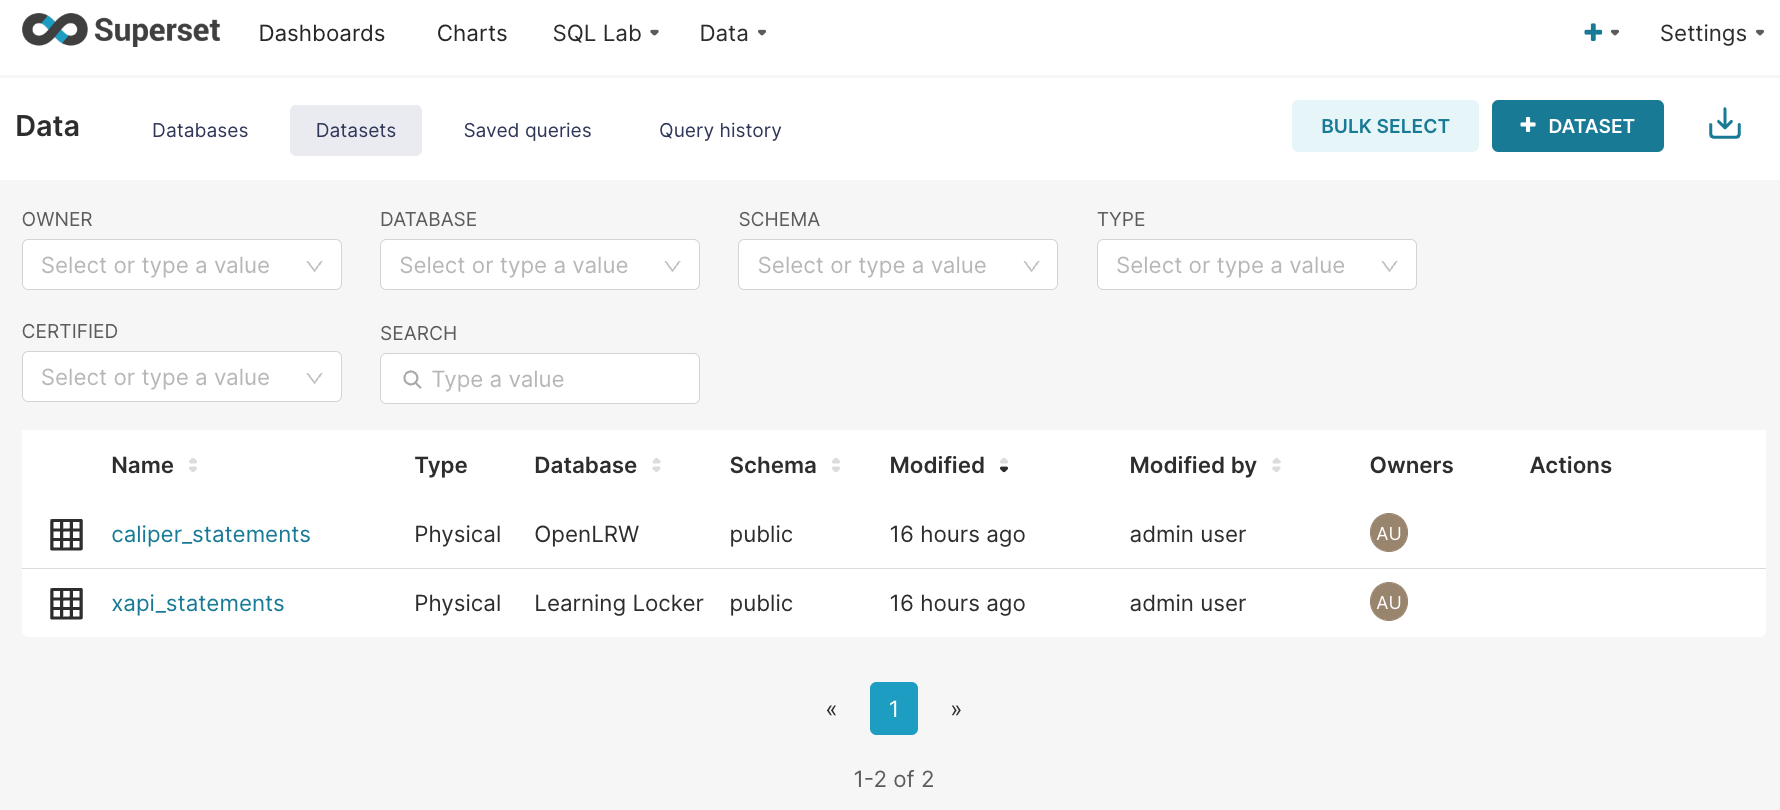 Superset Dashboards Charts SQL Lab Data + Settings
Data Databases Datasets Saved queries Query history BULK SELECT + DATASET
OWNER DATABASE SCHEMA TYPE
Select or type a value Select or type a value Select or type a value Select or type a value
CERTIFIED SEARCH
Select or type a value Type a value
Name Type Database Schema Modified Modified by Owners Actions
caliper_statements Physical OpenLRW public 16 hours ago admin user AU
xapi_statements Physical Learning Locker public 16 hours ago admin user AU
« 1 »
1-2 of 2